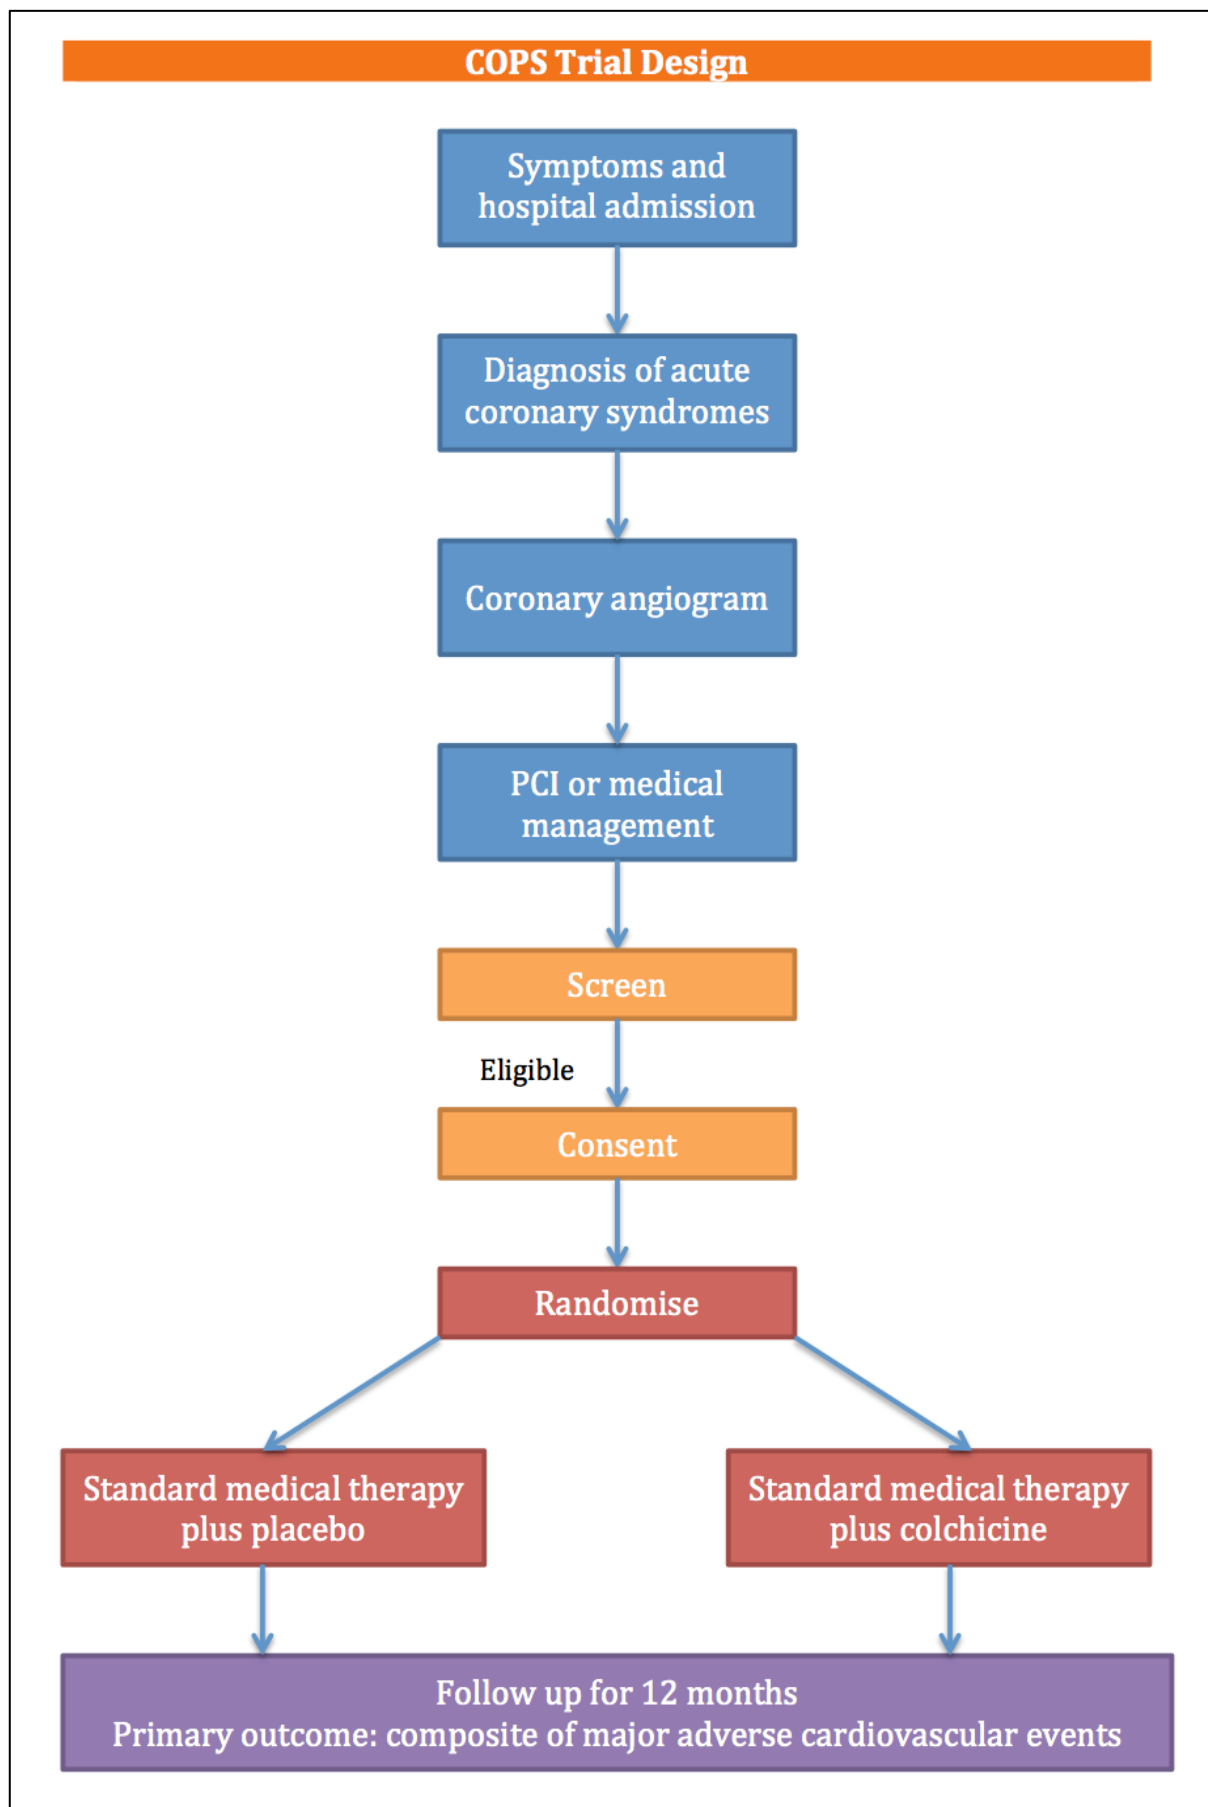 COPS Trial Design
Symptoms and
hospital admission
Diagnosis of acute
coronary syndromes
Coronary angiogram
PCI or medical
management
Screen
Eligible
Consent
Randomise
Standard medical therapy
plus placebo
Standard medical therapy
plus colchicine
Follow up for 12 months
Primary outcome: composite of major adverse cardiovascular events